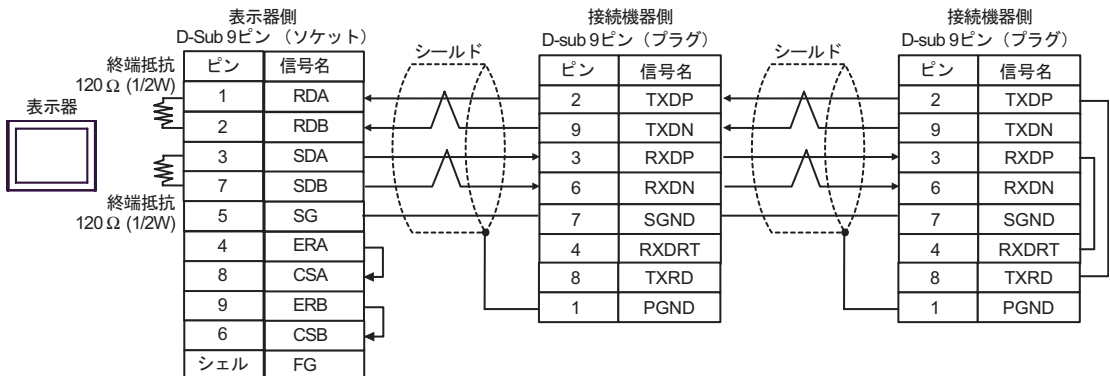 表示器側
D-Sub 9ピン （ソケット）
接続機器側
D-sub 9ピン（プラグ）
接続機器側
D-sub 9ピン（プラグ）
終端抵抗
120 Ω (1/2W)
表示器
終端抵抗
120 Ω (1/2W)
シールド
シールド
ピン 信号名
1 RDA
2 RDB
3 SDA
7 SDB
5 SG
4 ERA
8 CSA
9 ERB
6 CSB
シェル FG
ピン 信号名
2 TXDP
9 TXDN
3 RXDP
6 RXDN
7 SGND
4 RXDRT
8 TXRD
1 PGND
ピン 信号名
2 TXDP
9 TXDN
3 RXDP
6 RXDN
7 SGND
4 RXDRT
8 TXRD
1 PGND